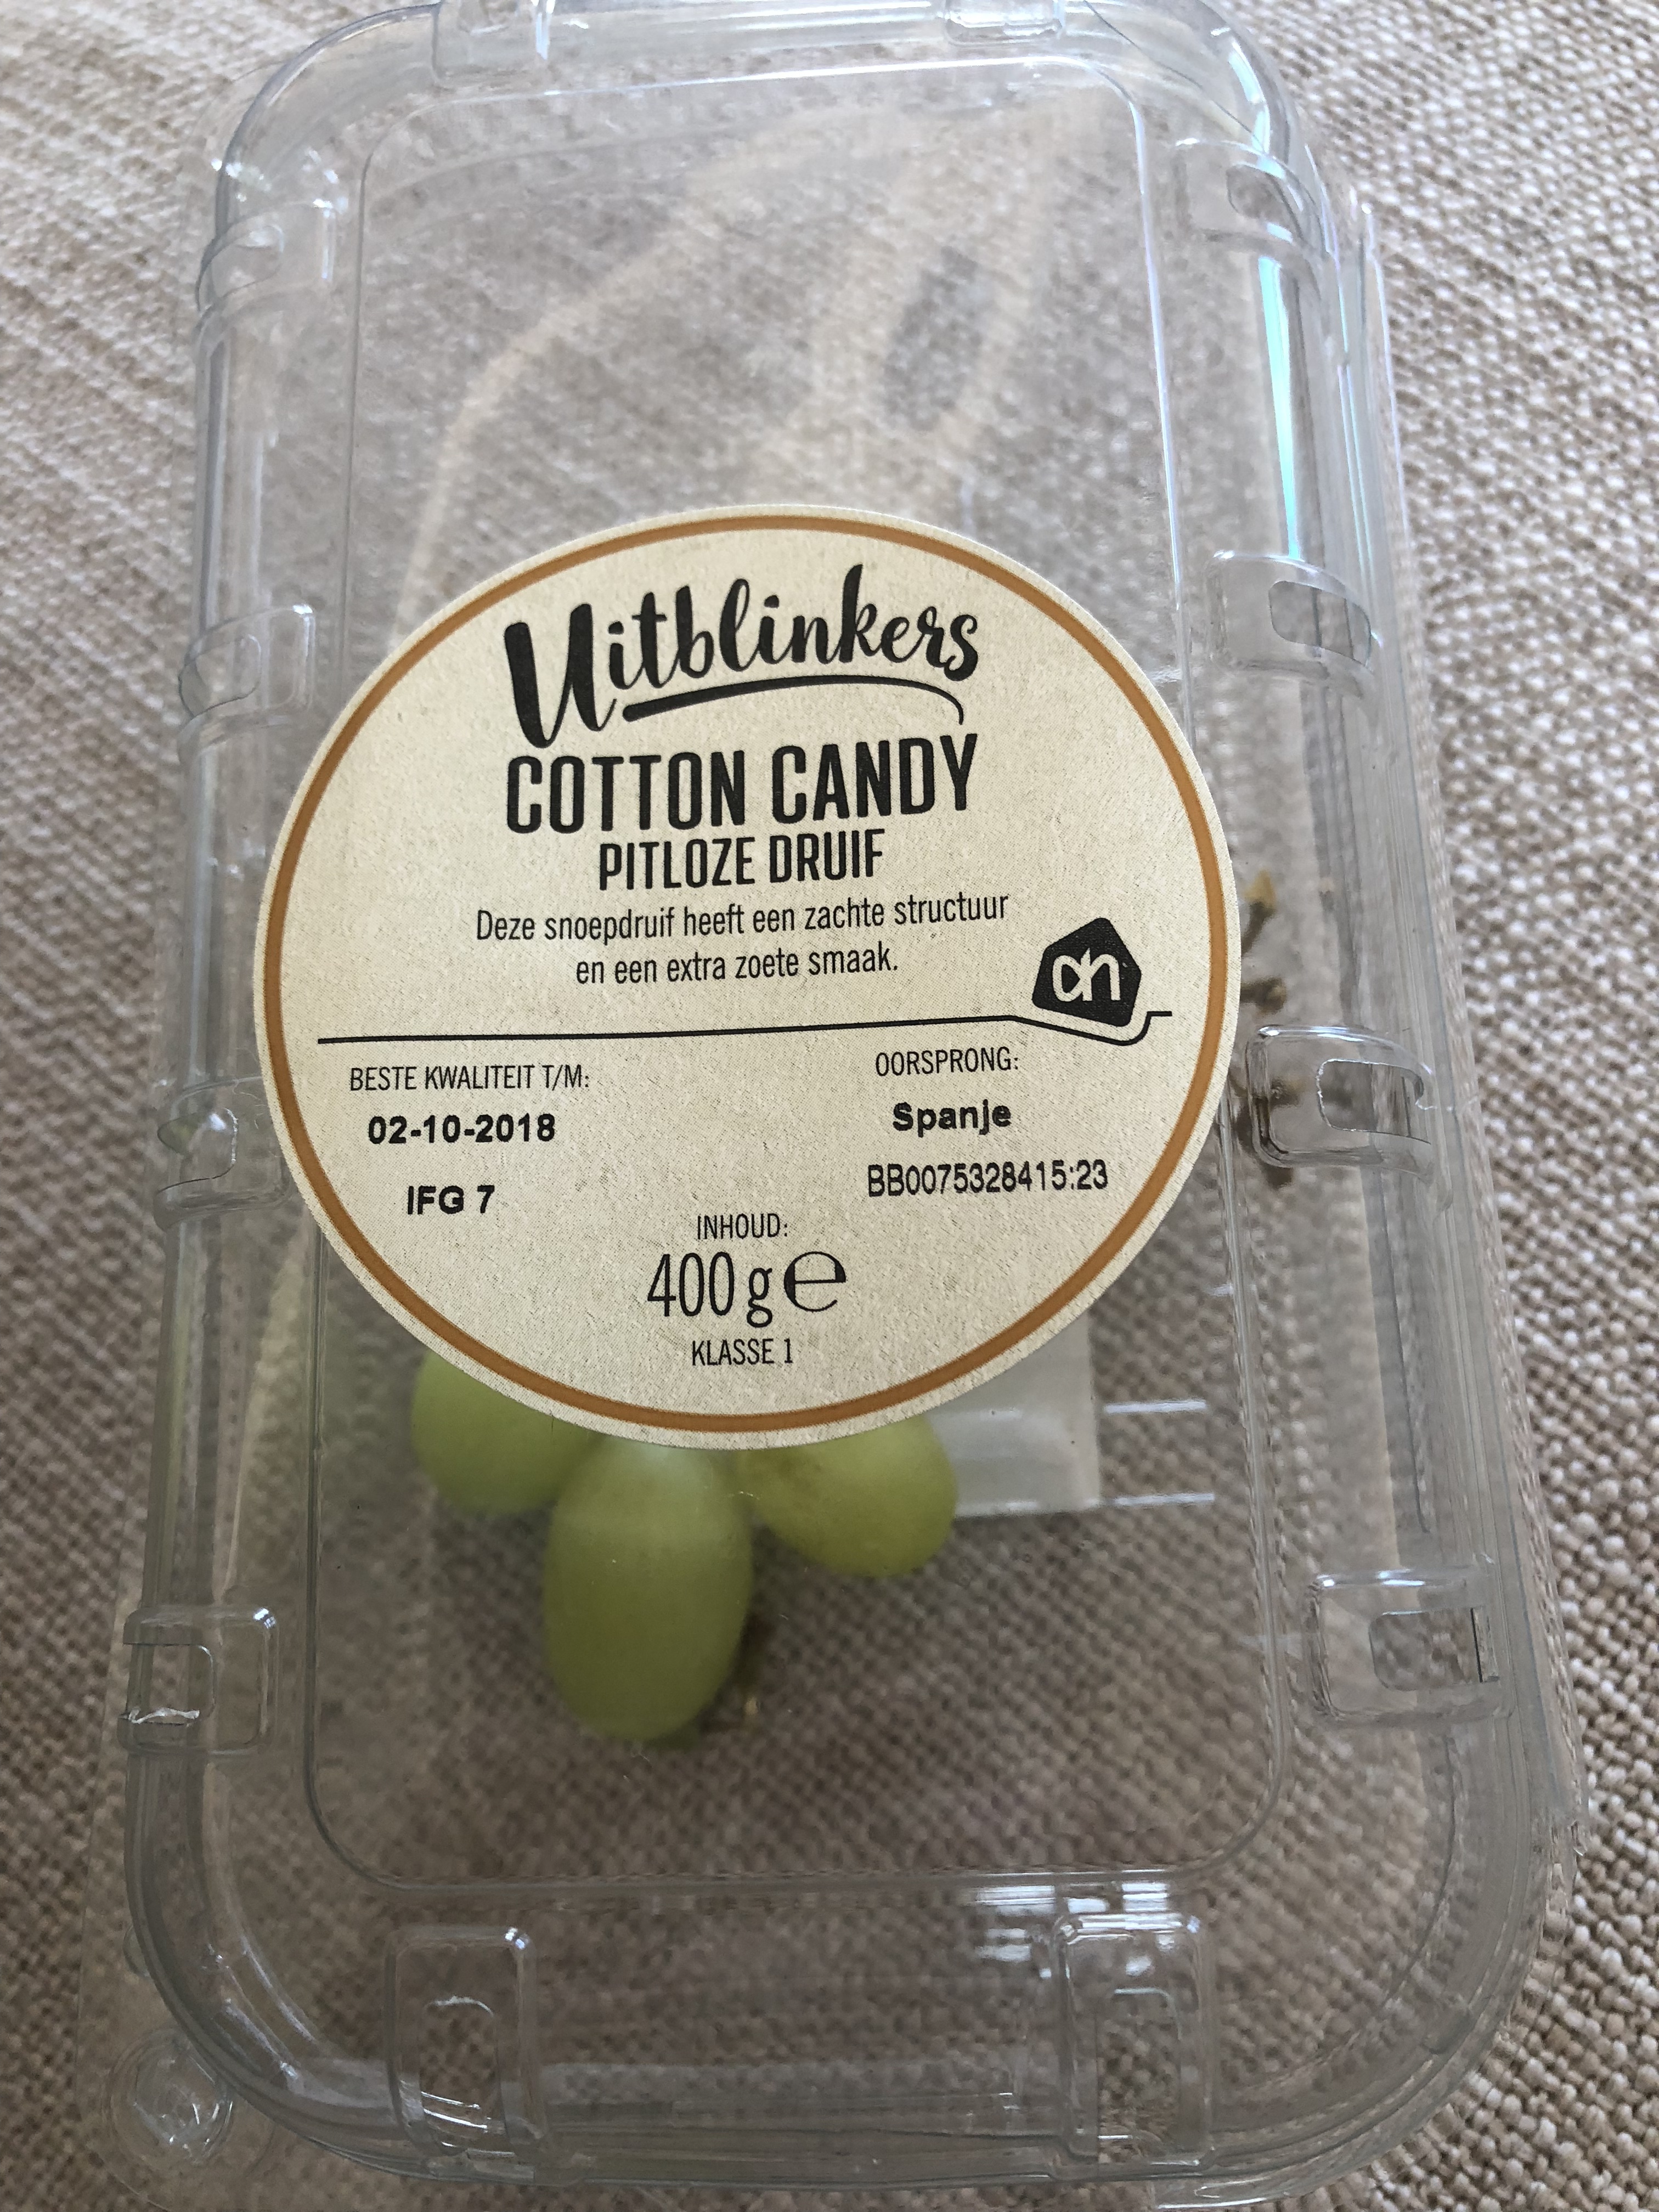 Uitblinkers
COTTON CANDY
PITLOZE DRUIF
Deze snoepdruif heeft een zachte structuur
en een extra zoete smaak.
ah
BESTE KWALITEIT T/M:
02-10-2018
IFG 7
OORSPRONG:
Spanje
BB0075328415:23
INHOUD:
400 g ℮
KLASSE 1